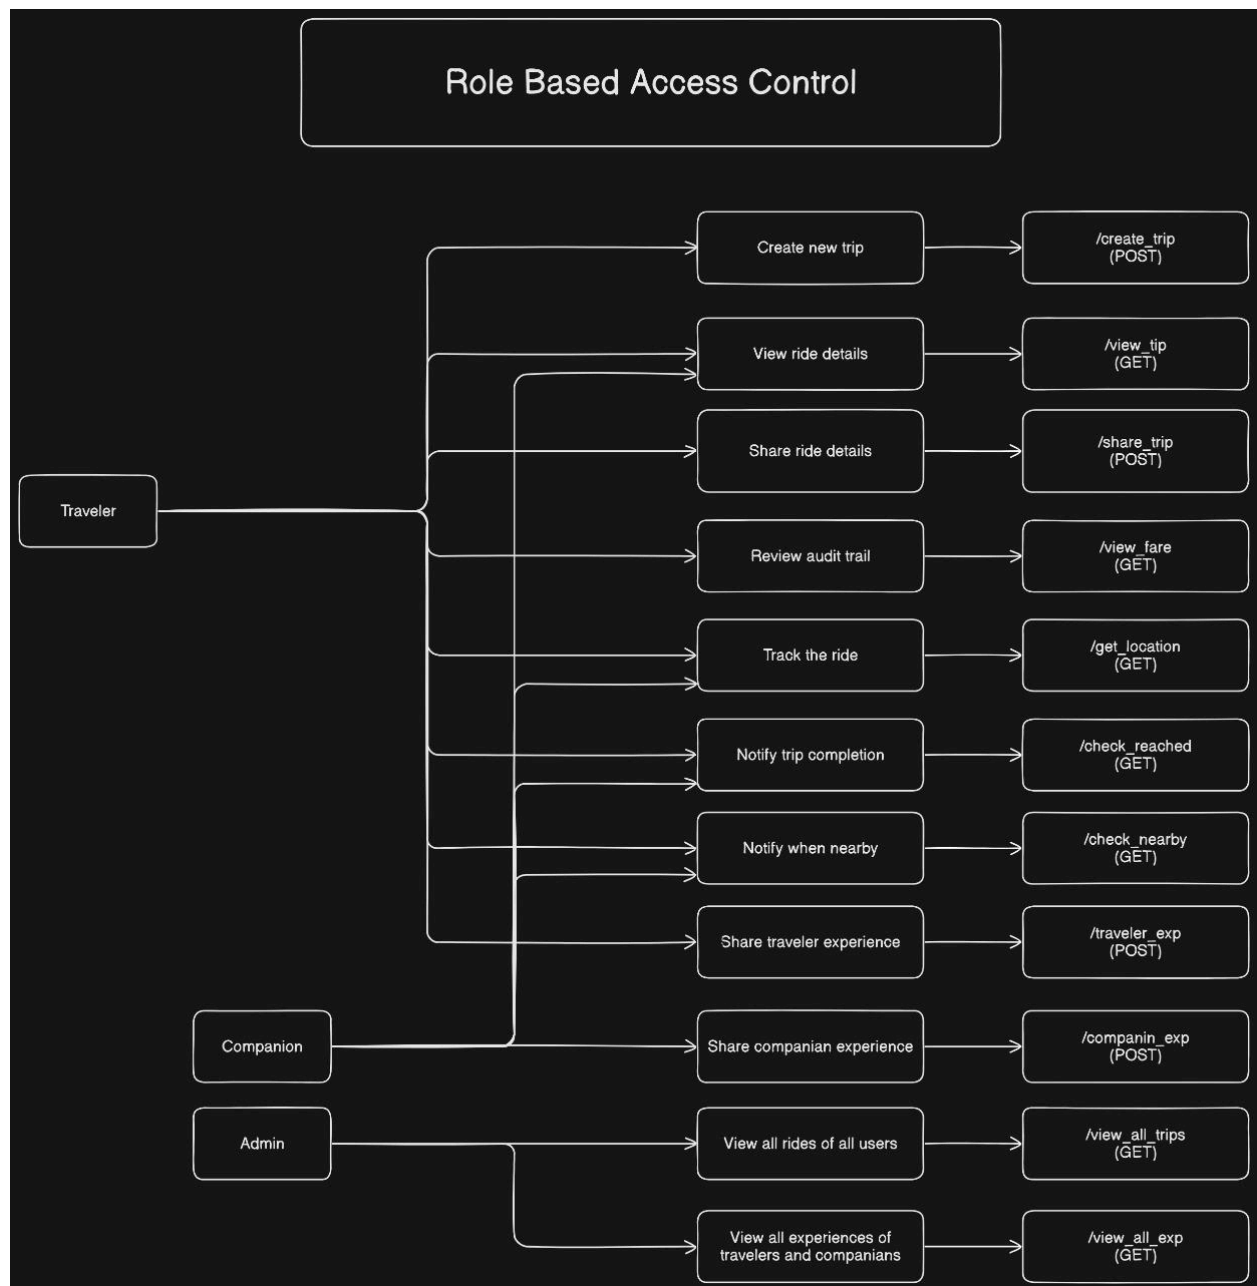 Role Based Access Control
Create new trip
/create_trip
(POST)
View ride details
/view_tip
(GET)
Share ride details
/share_trip
(POST)
Traveler
Review audit trail
/view_fare
(GET)
Track the ride
/get_location
(GET)
Notify trip completion
/check_reached
(GET)
Notify when nearby
/check_nearby
(GET)
Share traveler experience
/traveler_exp
(POST)
Companion
Share companian experience
/companin_exp
(POST)
Admin
View all rides of all users
/view_all_trips
(GET)
View all experiences of
travelers and companians
/view_all_exp
(GET)